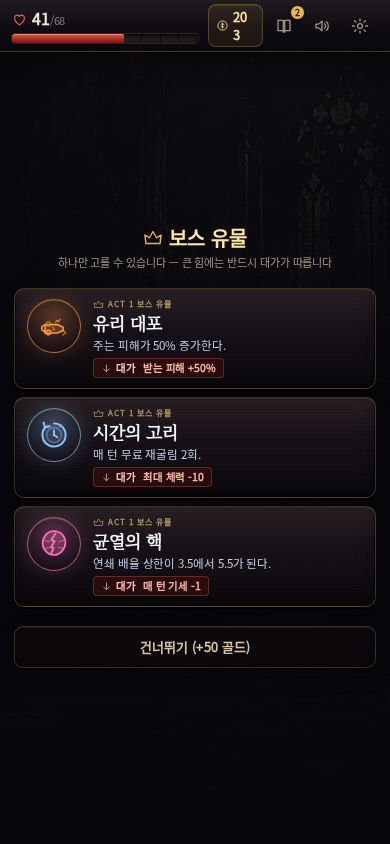 41/68
20
3
2
보스 유물
하나만 고를 수 있습니다 — 큰 힘에는 반드시 대가가 따릅니다
ACT 1 보스 유물
유리 대포
주는 피해가 50% 증가한다.
↓ 대가 받는 피해 +50%
ACT 1 보스 유물
시간의 고리
매 턴 무료 재굴림 2회.
↓ 대가 최대 체력 -10
ACT 1 보스 유물
균열의 핵
연쇄 배율 상한이 3.5에서 5.5가 된다.
↓ 대가 매 턴 기세 -1
건너뛰기 (+50 골드)